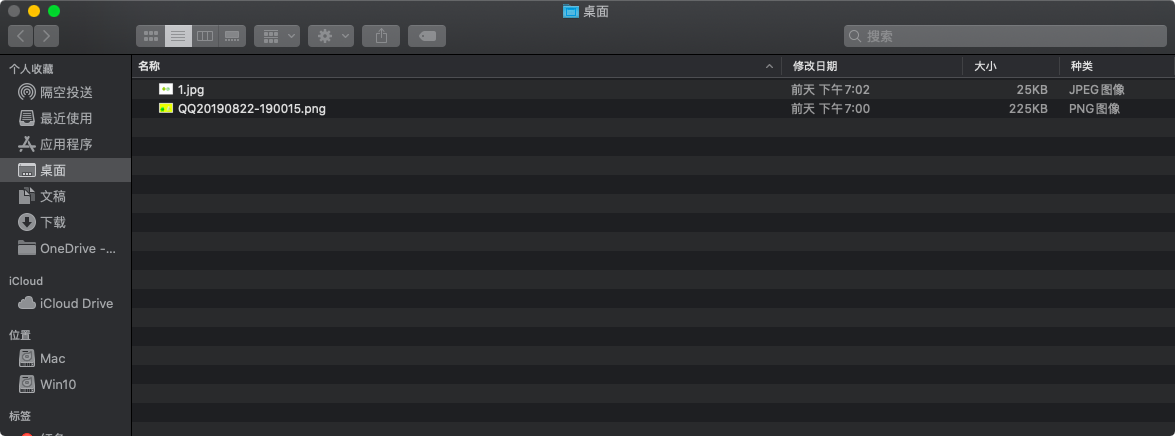 桌面
搜索
个人收藏
隔空投送
最近使用
应用程序
桌面
文稿
下载
OneDrive -...
iCloud
iCloud Drive
位置
Mac
Win10
标签
红色
名称 修改日期 大小 种类
1.jpg 前天 下午7:02 25KB JPEG图像
QQ20190822-190015.png 前天 下午7:00 225KB PNG图像